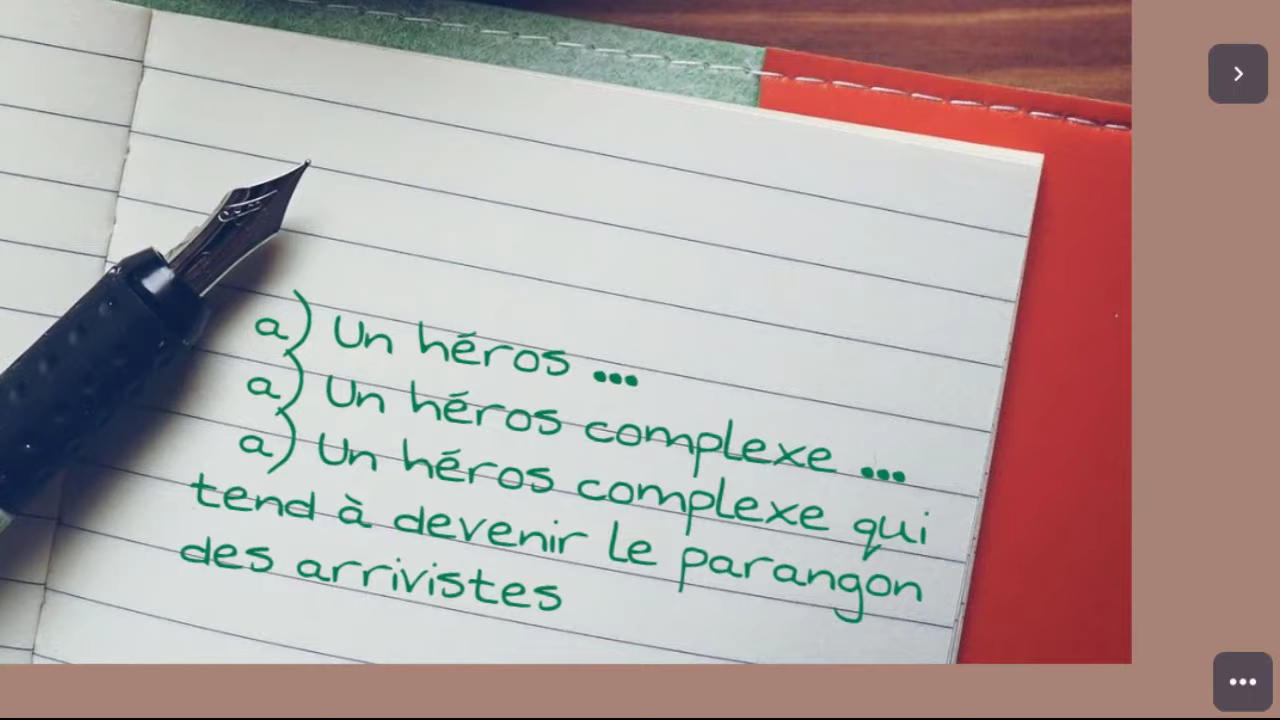 a) Un héros ...
a) Un héros complexe ...
a) Un héros complexe qui
tend à devenir le parangon
des arrivistes